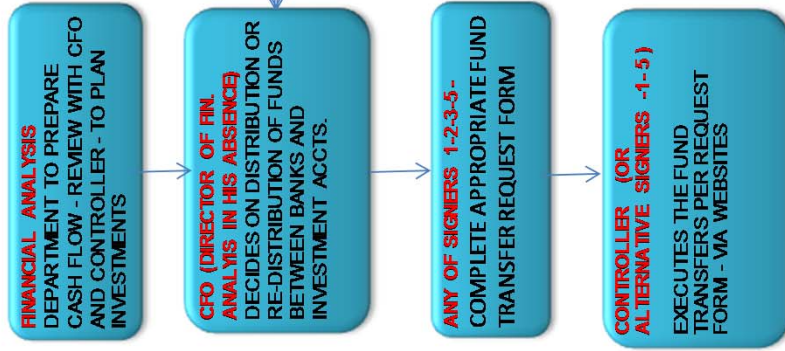 FINANCIAL ANALYSIS
DEPARTMENT TO PREPARE
CASH FLOW - REVIEW WITH CFO
AND CONTROLLER - TO PLAN
INVESTMENTS
CFO (DIRECTOR OF FIN.
ANALYIS IN HIS ABSENCE)
DECIDES ON DISTRIBUTION OR
RE-DISTRIBUTION OF FUNDS
BETWEEN BANKS AND
INVESTMENT ACCTS.
ANY OF SIGNERS 1-2-3-5 -
COMPLETE APPROPRIATE FUND
TRANSFER REQUEST FORM
CONTROLLER (OR
ALTERNATIVE SIGNERS -1-5)
EXECUTES THE FUND
TRANSFERS PER REQUEST
FORM - VIA WEBSITES